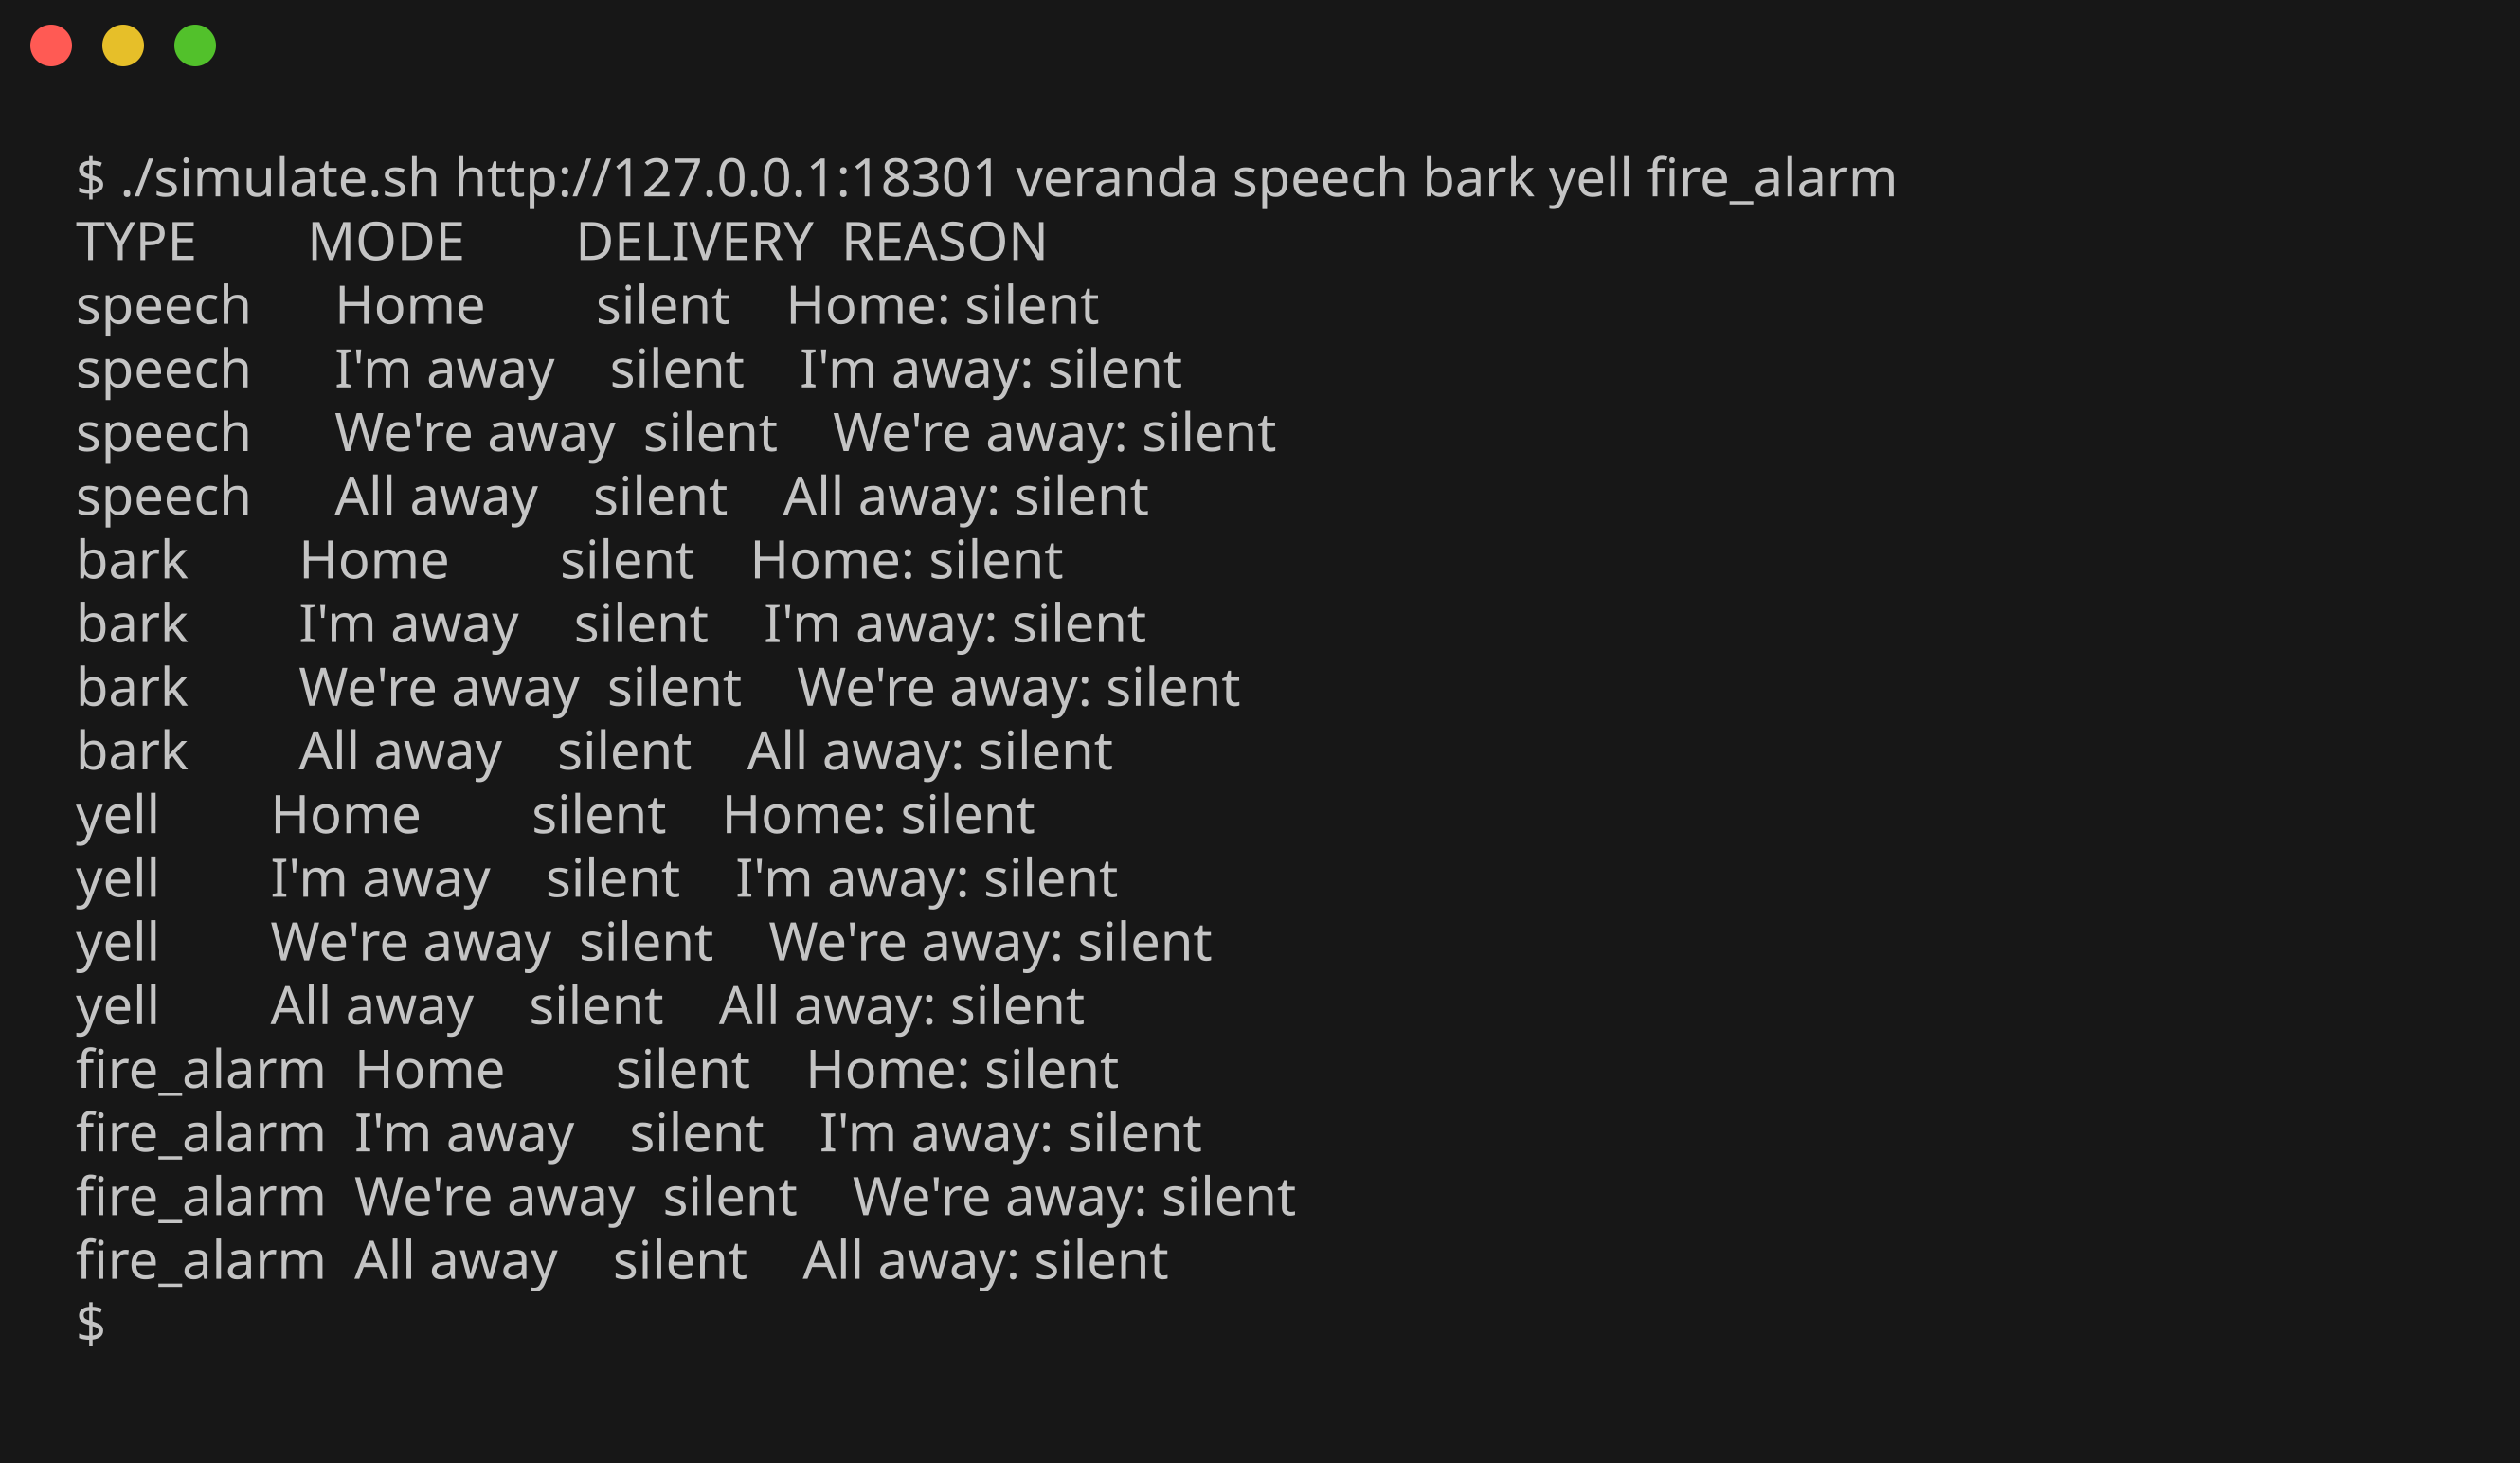 $ ./simulate.sh http://127.0.0.1:18301 veranda speech bark yell fire_alarm
TYPE        MODE        DELIVERY  REASON
speech      Home        silent    Home: silent
speech      I'm away    silent    I'm away: silent
speech      We're away  silent    We're away: silent
speech      All away    silent    All away: silent
bark        Home        silent    Home: silent
bark        I'm away    silent    I'm away: silent
bark        We're away  silent    We're away: silent
bark        All away    silent    All away: silent
yell        Home        silent    Home: silent
yell        I'm away    silent    I'm away: silent
yell        We're away  silent    We're away: silent
yell        All away    silent    All away: silent
fire_alarm  Home        silent    Home: silent
fire_alarm  I'm away    silent    I'm away: silent
fire_alarm  We're away  silent    We're away: silent
fire_alarm  All away    silent    All away: silent
$